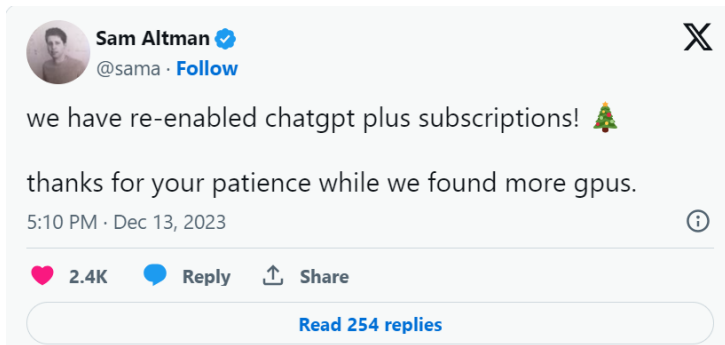 Sam Altman
@sama · Follow
we have re-enabled chatgpt plus subscriptions! 🎄
thanks for your patience while we found more gpus.
5:10 PM · Dec 13, 2023
2.4K Reply Share
Read 254 replies